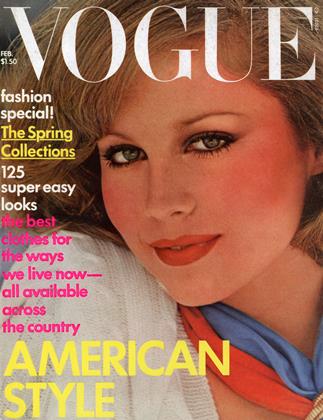 VOGUE
FEB.
$1.50
fashion
special!
The Spring
Collections
125
super easy
looks
the best
clothes for
the ways
we live now—
all available
across
the country
AMERICAN
STYLE